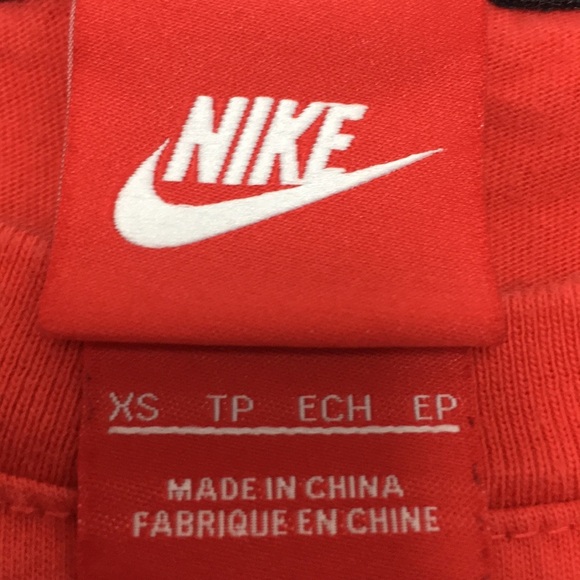 NIKE
XS TP ECH EP
MADE IN CHINA
FABRIQUE EN CHINE